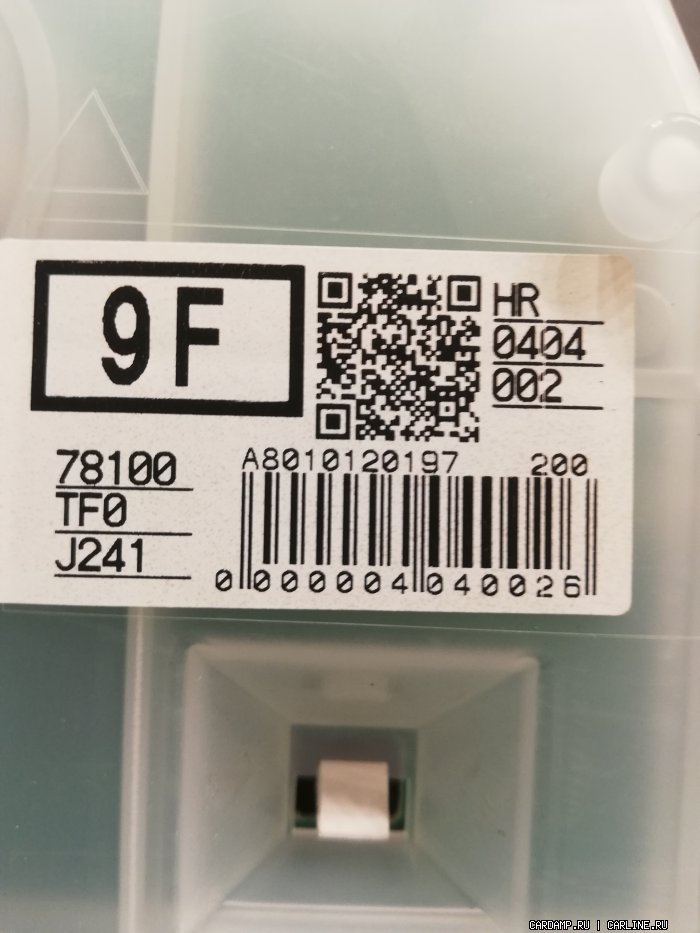 9F
HR
0404
002
78100
TF0
J241
A8010120197 200
0 000004 040026
CARDAMP.RU | CARLINE.RU